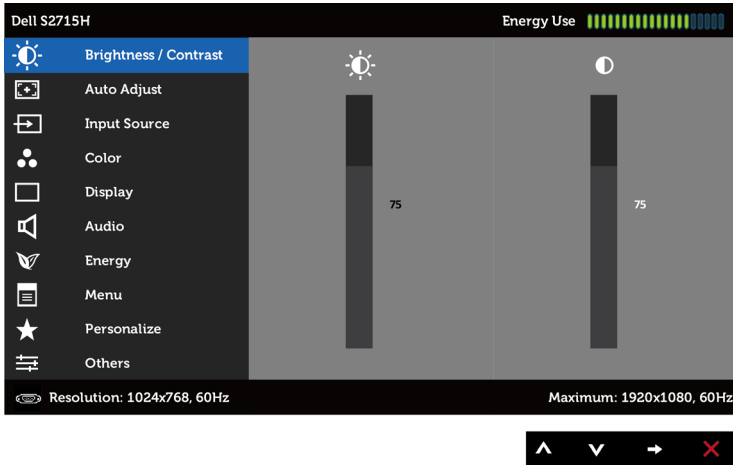 Dell S2715H
Energy Use
Brightness / Contrast
Auto Adjust
Input Source
Color
Display
Audio
Energy
Menu
Personalize
Others
75
75
Resolution: 1024x768, 60Hz
Maximum: 1920x1080, 60Hz